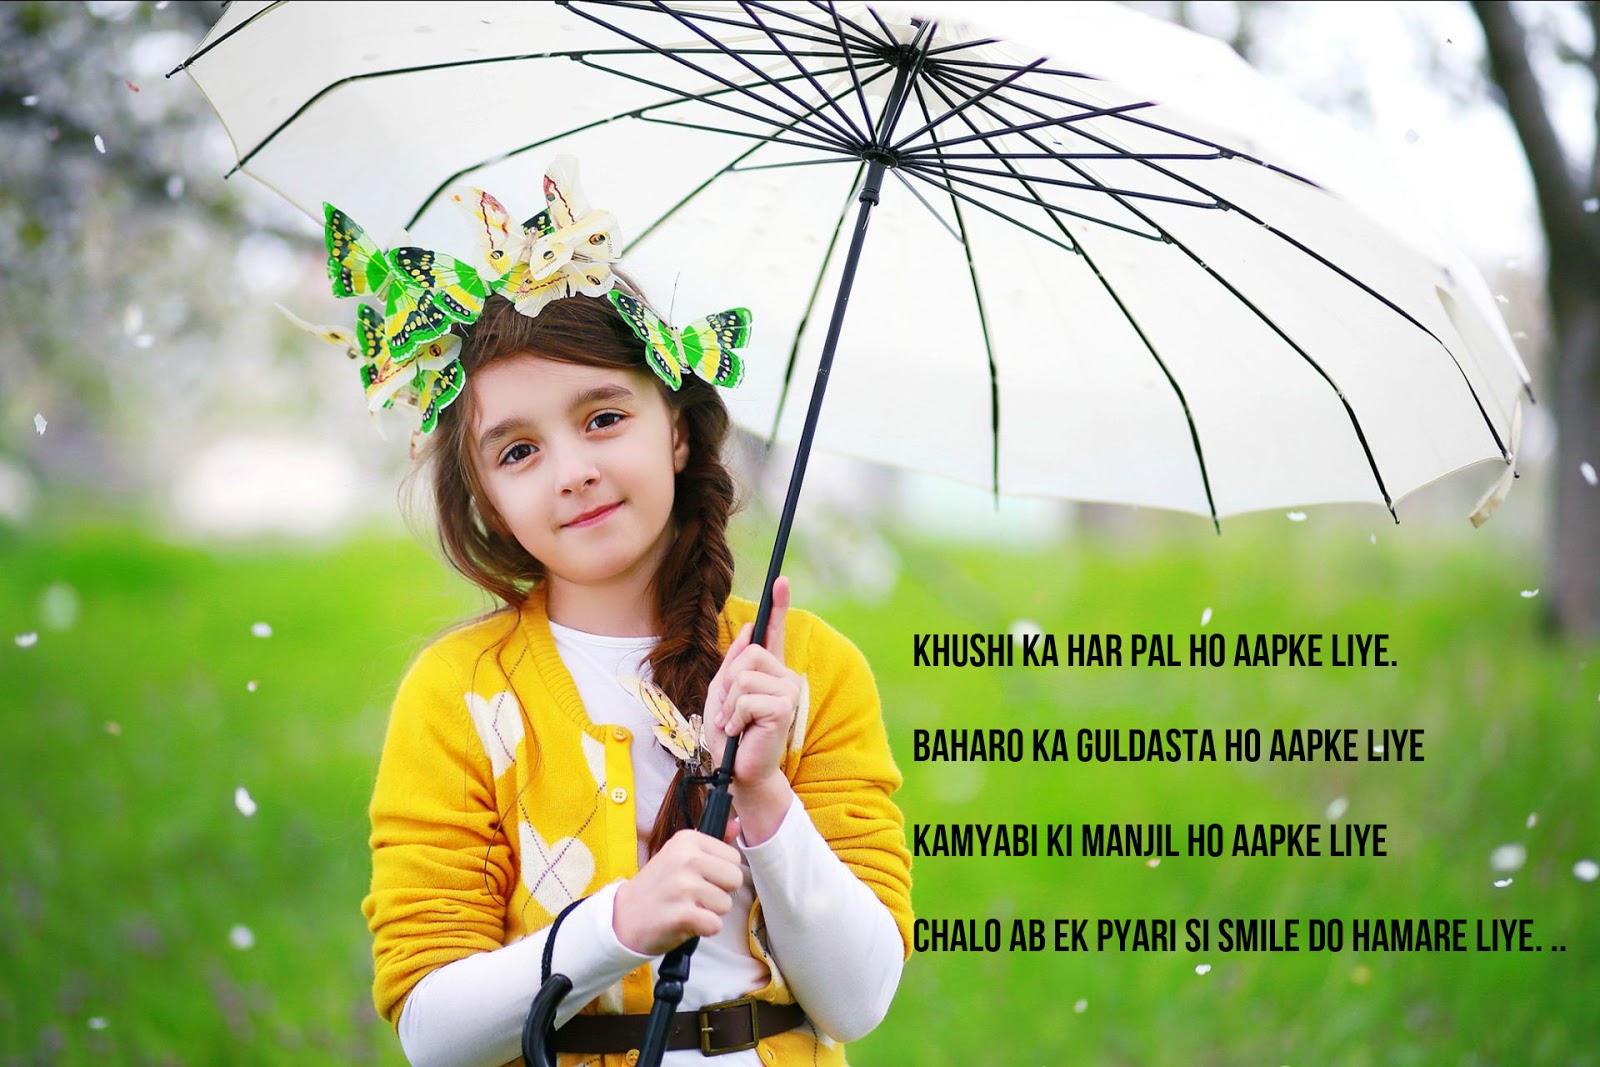 KHUSHI KA HAR PAL HO AAPKE LIYE.
BAHARO KA GULDASTA HO AAPKE LIYE
KAMYABI KI MANJIL HO AAPKE LIYE
CHALO AB EK PYARI SI SMILE DO HAMARE LIYE. ..